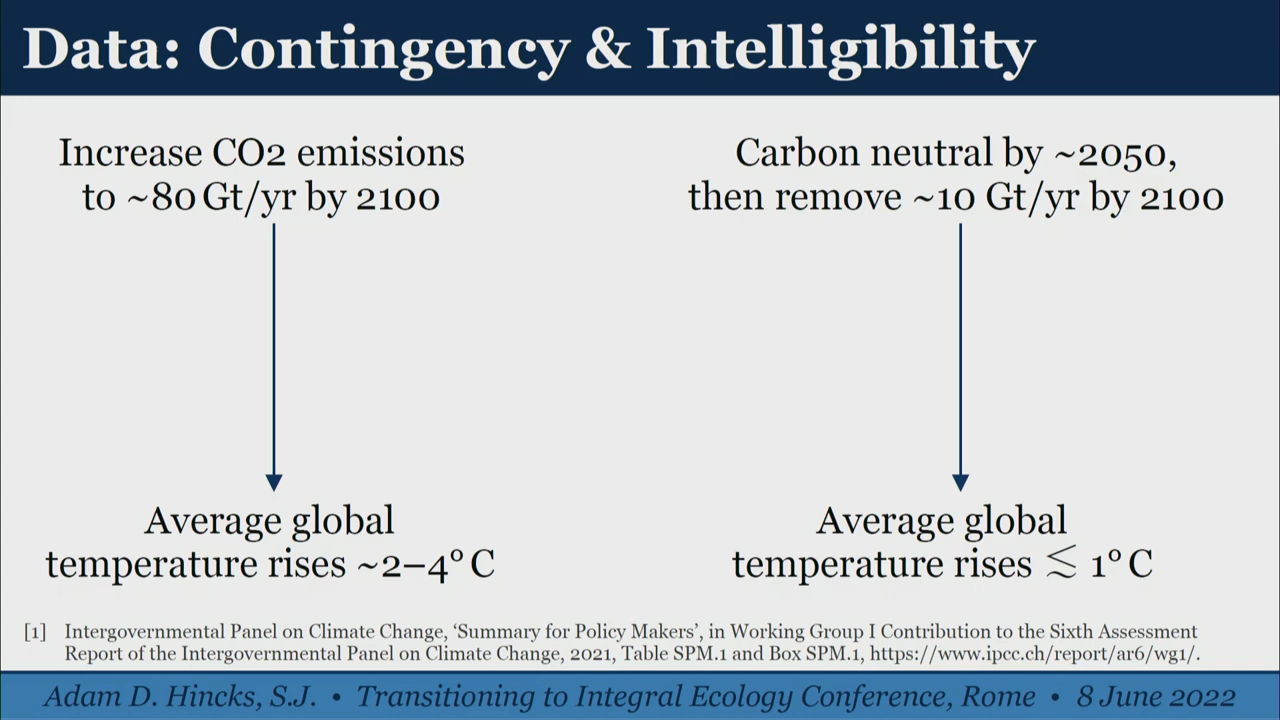 Data: Contingency & Intelligibility
Increase CO2 emissions
to ~80 Gt/yr by 2100
Carbon neutral by ~2050,
then remove ~10 Gt/yr by 2100
Average global
temperature rises ~2–4° C
Average global
temperature rises ≲ 1° C
[1] Intergovernmental Panel on Climate Change, ‘Summary for Policy Makers’, in Working Group I Contribution to the Sixth Assessment
Report of the Intergovernmental Panel on Climate Change, 2021, Table SPM.1 and Box SPM.1, https://www.ipcc.ch/report/ar6/wg1/.
Adam D. Hincks, S.J. • Transitioning to Integral Ecology Conference, Rome • 8 June 2022